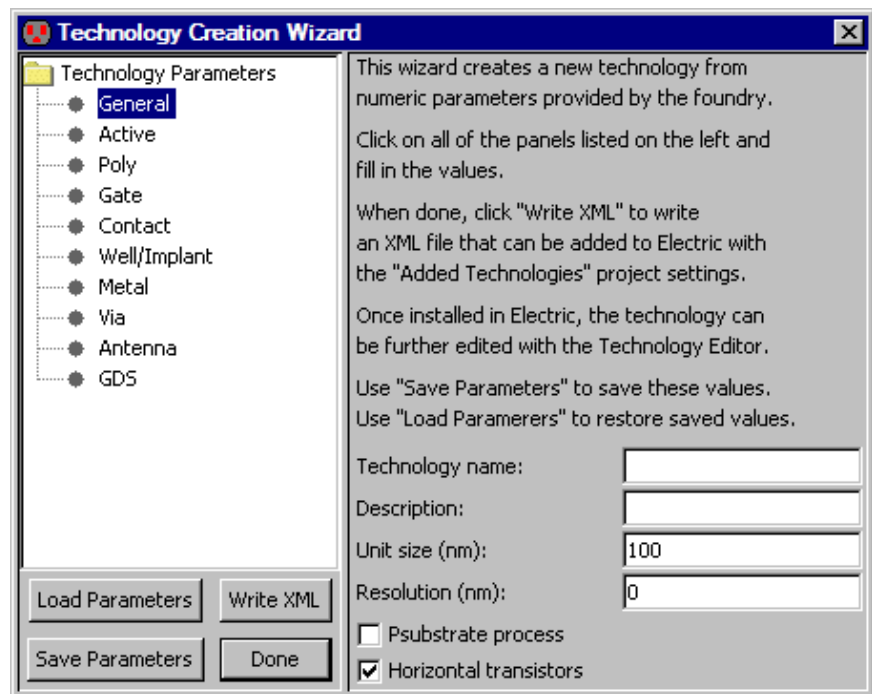 Technology Creation Wizard
Technology Parameters
General
Active
Poly
Gate
Contact
Well/Implant
Metal
Via
Antenna
GDS
Load Parameters
Write XML
Save Parameters
Done
This wizard creates a new technology from
numeric parameters provided by the foundry.
Click on all of the panels listed on the left and
fill in the values.
When done, click "Write XML" to write
an XML file that can be added to Electric with
the "Added Technologies" project settings.
Once installed in Electric, the technology can
be further edited with the Technology Editor.
Use "Save Parameters" to save these values.
Use "Load Paramerers" to restore saved values.
Technology name:
Description:
Unit size (nm): 100
Resolution (nm): 0
Psubstrate process
Horizontal transistors